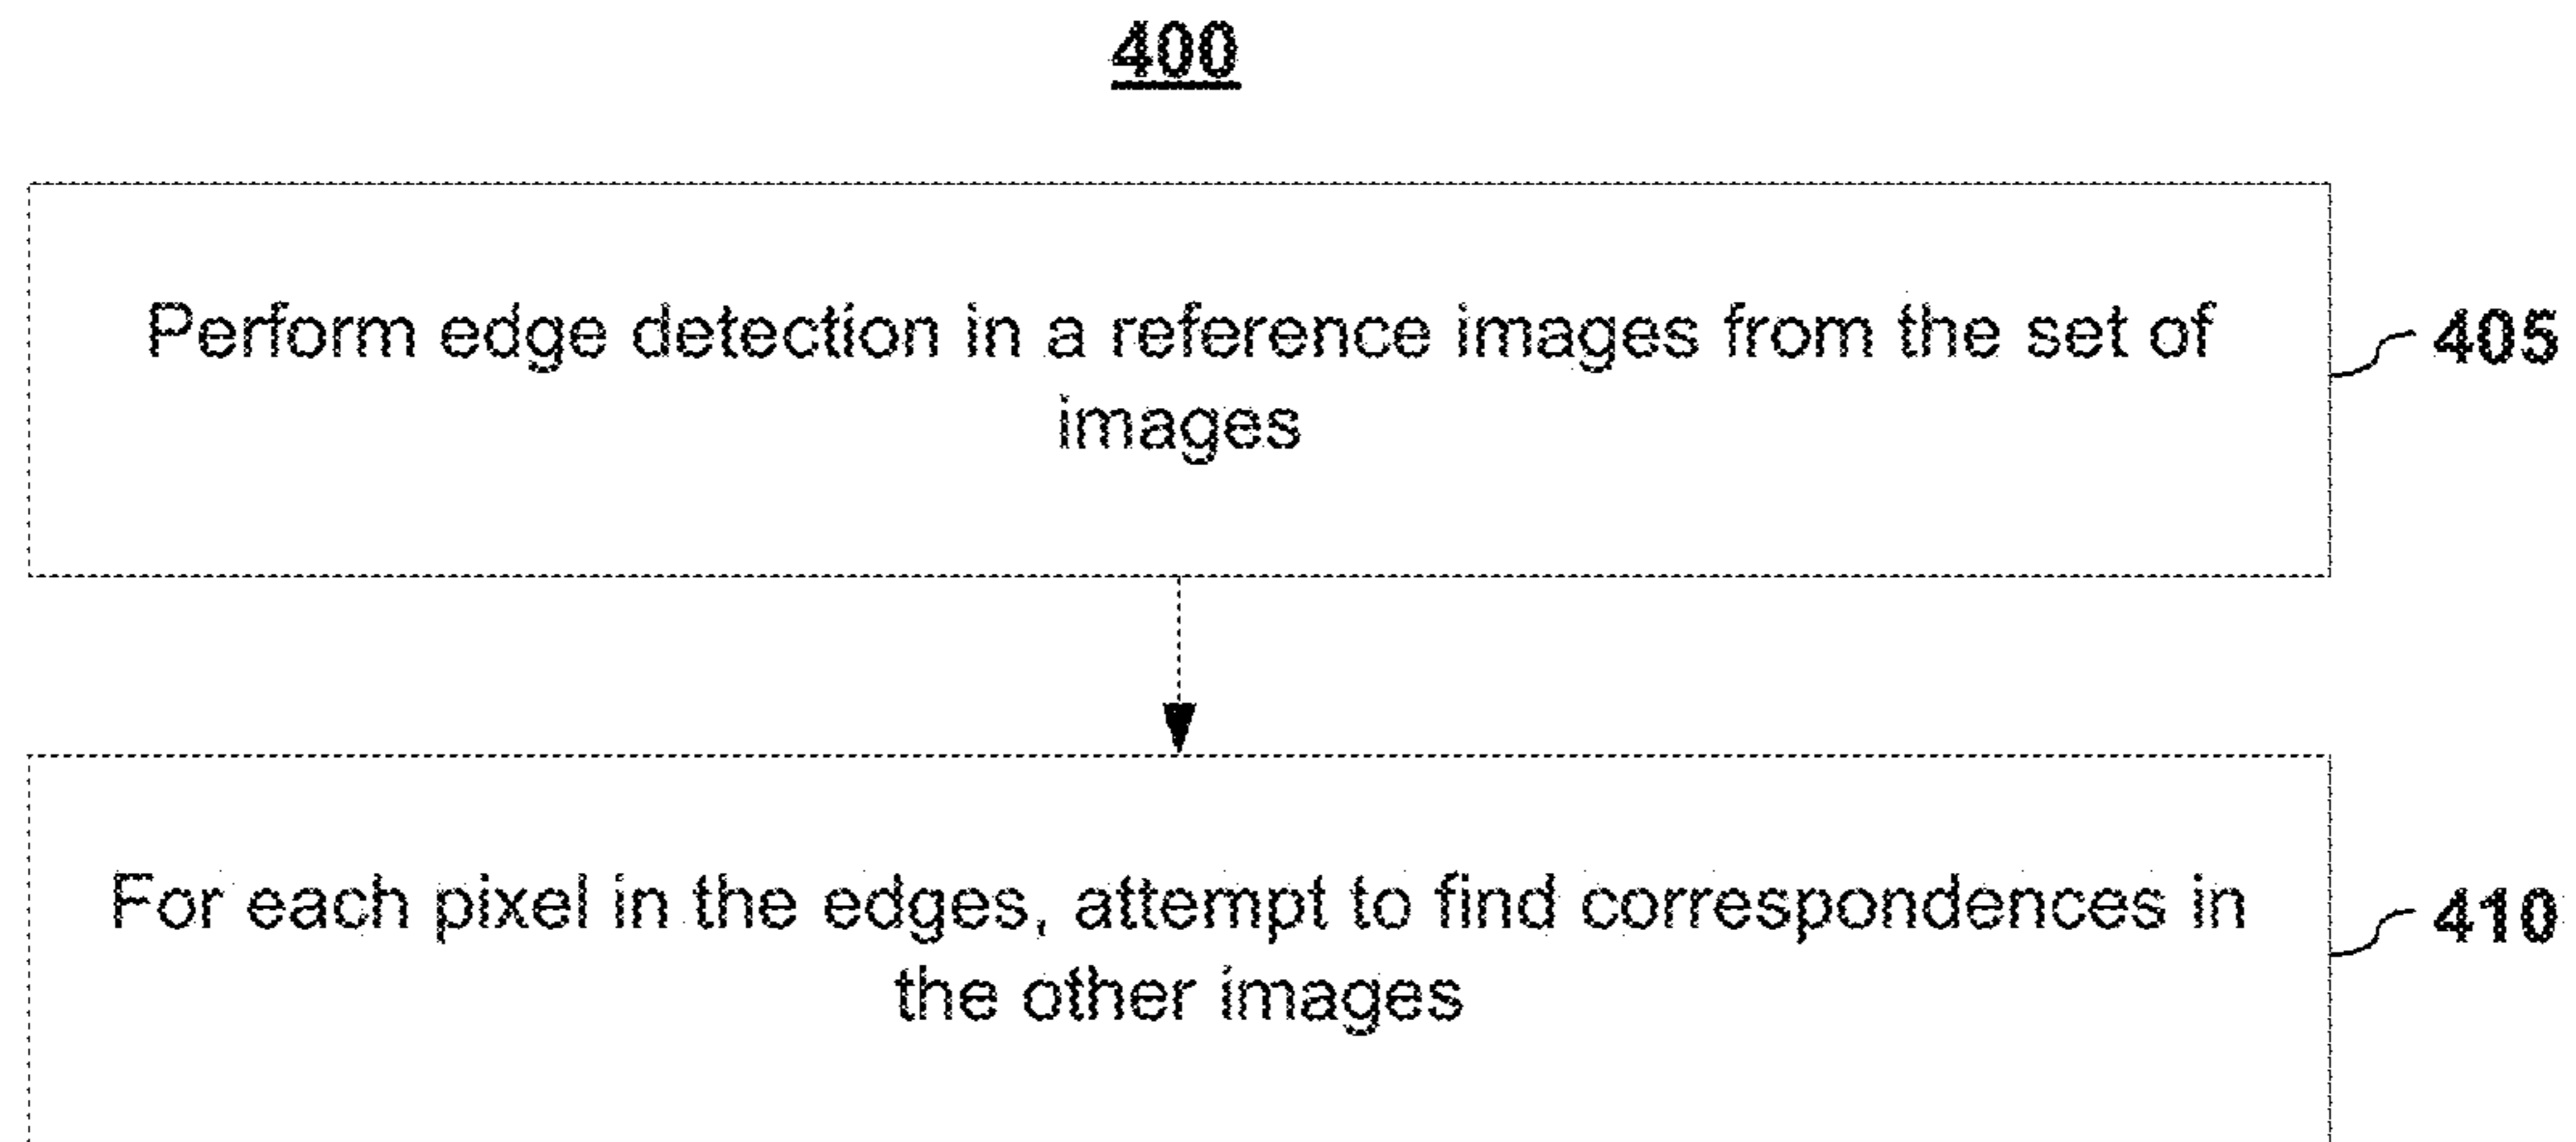 400
Perform edge detection in a reference images from the set of
images
405
For each pixel in the edges, attempt to find correspondences in
the other images
410